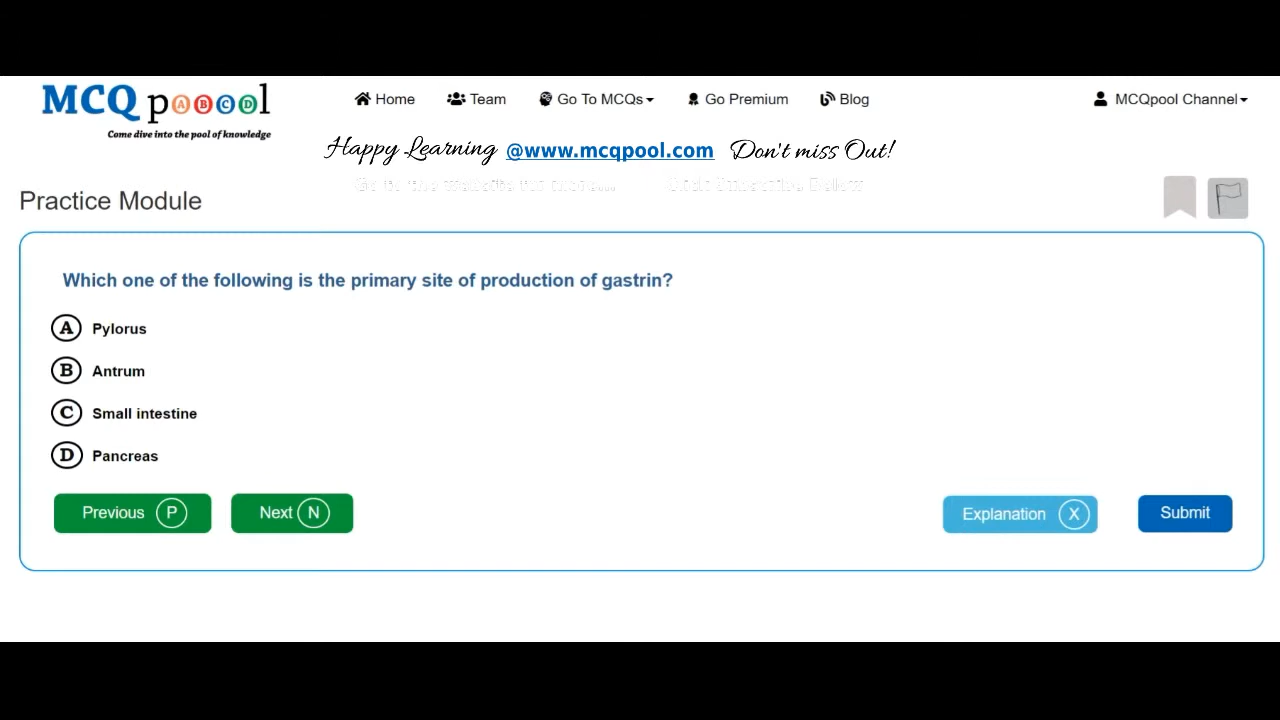 MCQ pooool
Come dive into the pool of knowledge
Home Team Go To MCQs Go Premium Blog MCQpool Channel
Happy Learning @www.mcqpool.com Don't miss Out!
Practice Module
Which one of the following is the primary site of production of gastrin?
A Pylorus
B Antrum
C Small intestine
D Pancreas
Previous P Next N Explanation X Submit